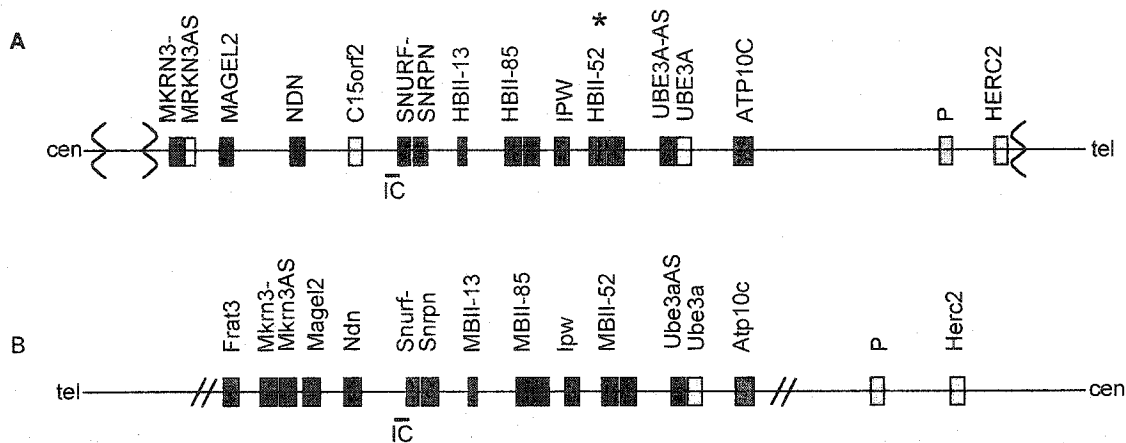 A
*
MKRN3-
MRKN3AS
MAGEL2
NDN
C15orf2
SNURF-
SNRPN
HBII-13
HBII-85
IPW
HBII-52
UBE3A-AS
UBE3A
ATP10C
P
HERC2
cen
tel
IC
B
Frat3
Mkrn3-
Mkrn3AS
Magel2
Ndn
Snurf-
Snrpn
MBII-13
MBII-85
Ipw
MBII-52
Ube3aAS
Ube3a
Atp10c
P
Herc2
tel
cen
IC